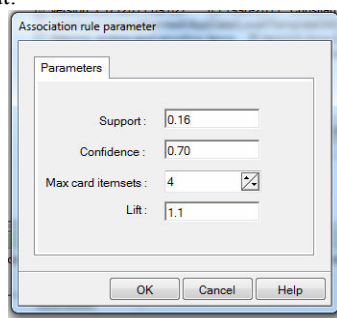 Association rule parameter
Parameters
Support : 0.16
Confidence : 0.70
Max card itemsets : 4
Lift : 1.1
OK Cancel Help